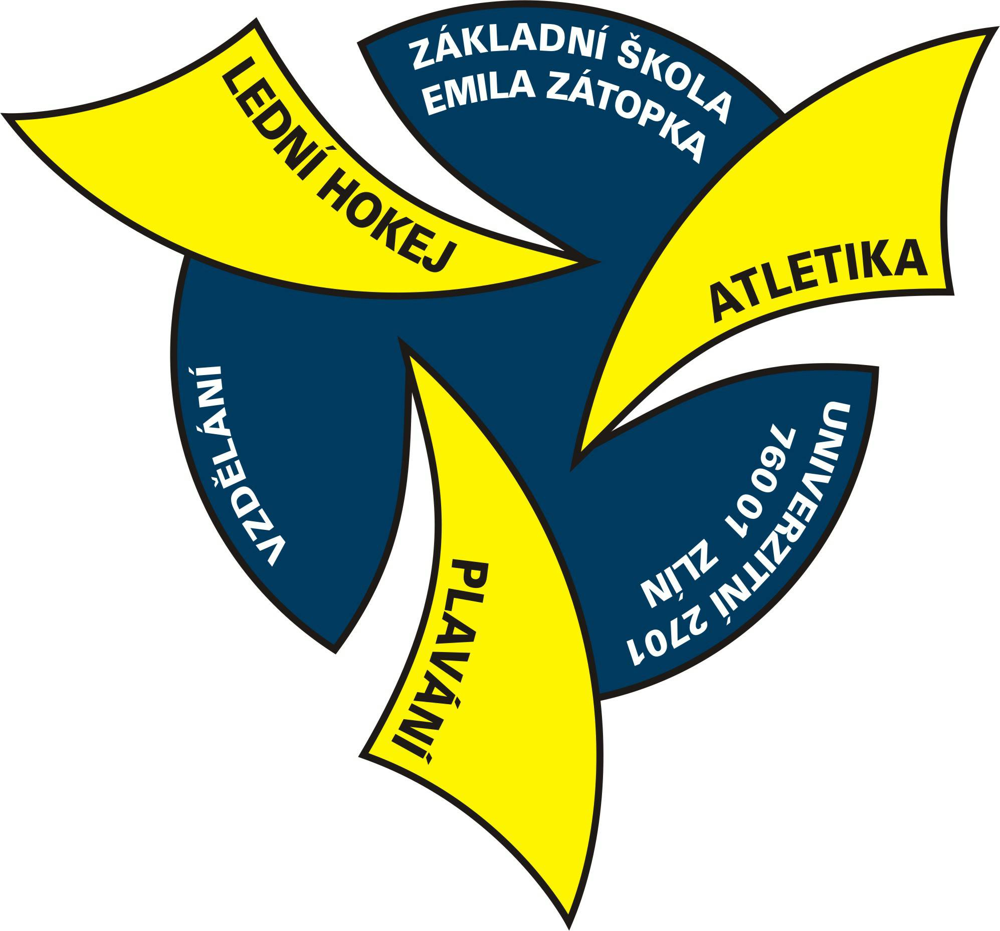 ZÁKLADNÍ ŠKOLA
EMILA ZÁTOPKA
LEDNÍ HOKEJ
ATLETIKA
UNIVERZITNÍ 2701
760 01 ZLÍN
PLAVÁNÍ
VZDĚLÁNÍ